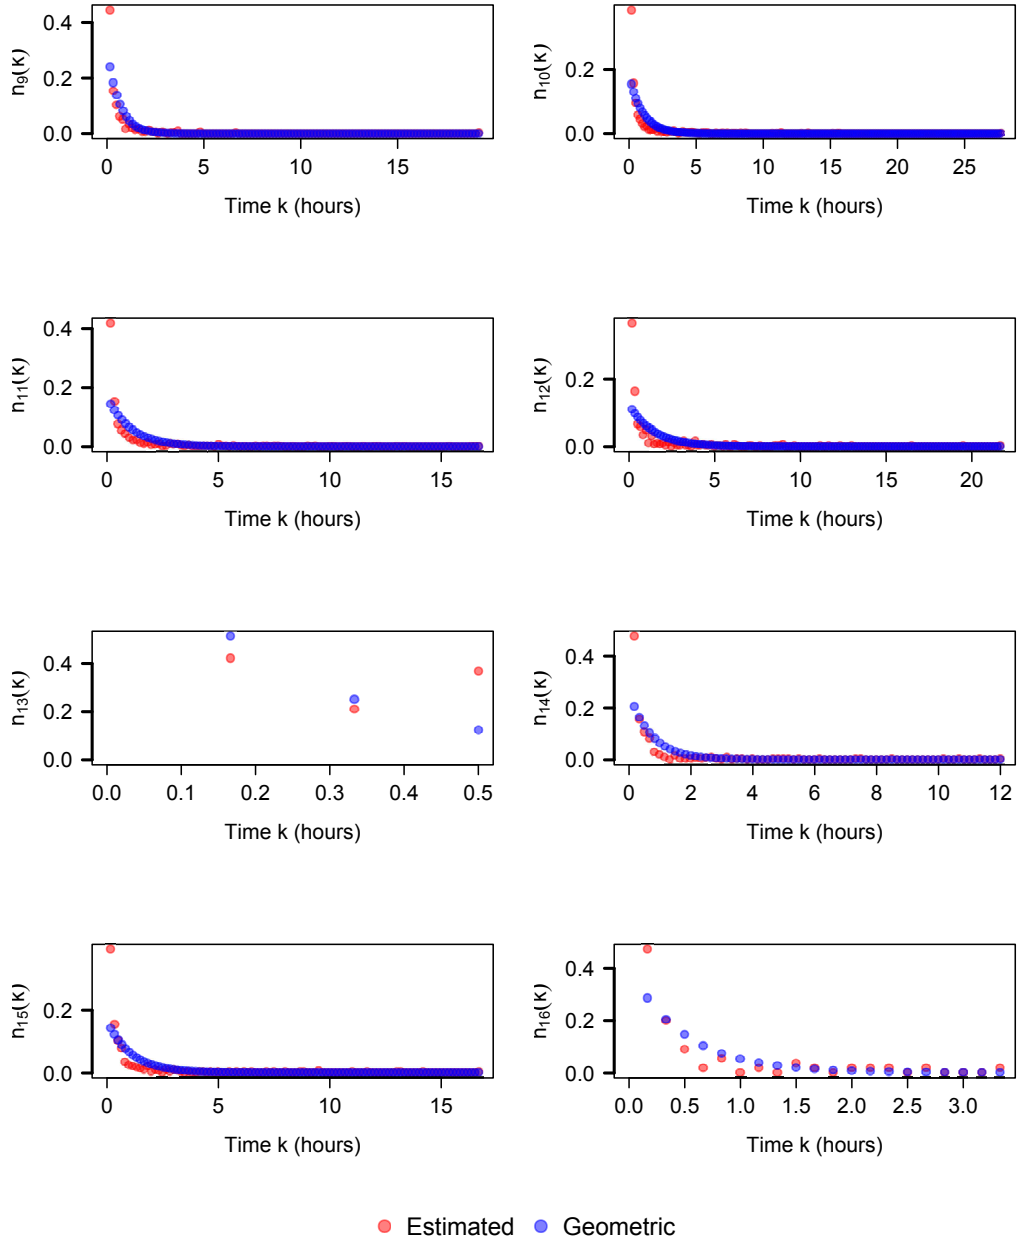 n9(k)
0.4
0.2
0.0
0 5 10 15
Time k (hours)
n10(k)
0.2
0.0
0 5 10 15 20 25
Time k (hours)
n11(k)
0.4
0.2
0.0
0 5 10 15
Time k (hours)
n12(k)
0.2
0.0
0 5 10 15 20
Time k (hours)
n13(k)
0.4
0.2
0.0
0.0 0.1 0.2 0.3 0.4 0.5
Time k (hours)
n14(k)
0.4
0.2
0.0
0 2 4 6 8 10 12
Time k (hours)
n15(k)
0.2
0.0
0 5 10 15
Time k (hours)
n16(k)
0.4
0.2
0.0
0.0 0.5 1.0 1.5 2.0 2.5 3.0
Time k (hours)
Estimated Geometric